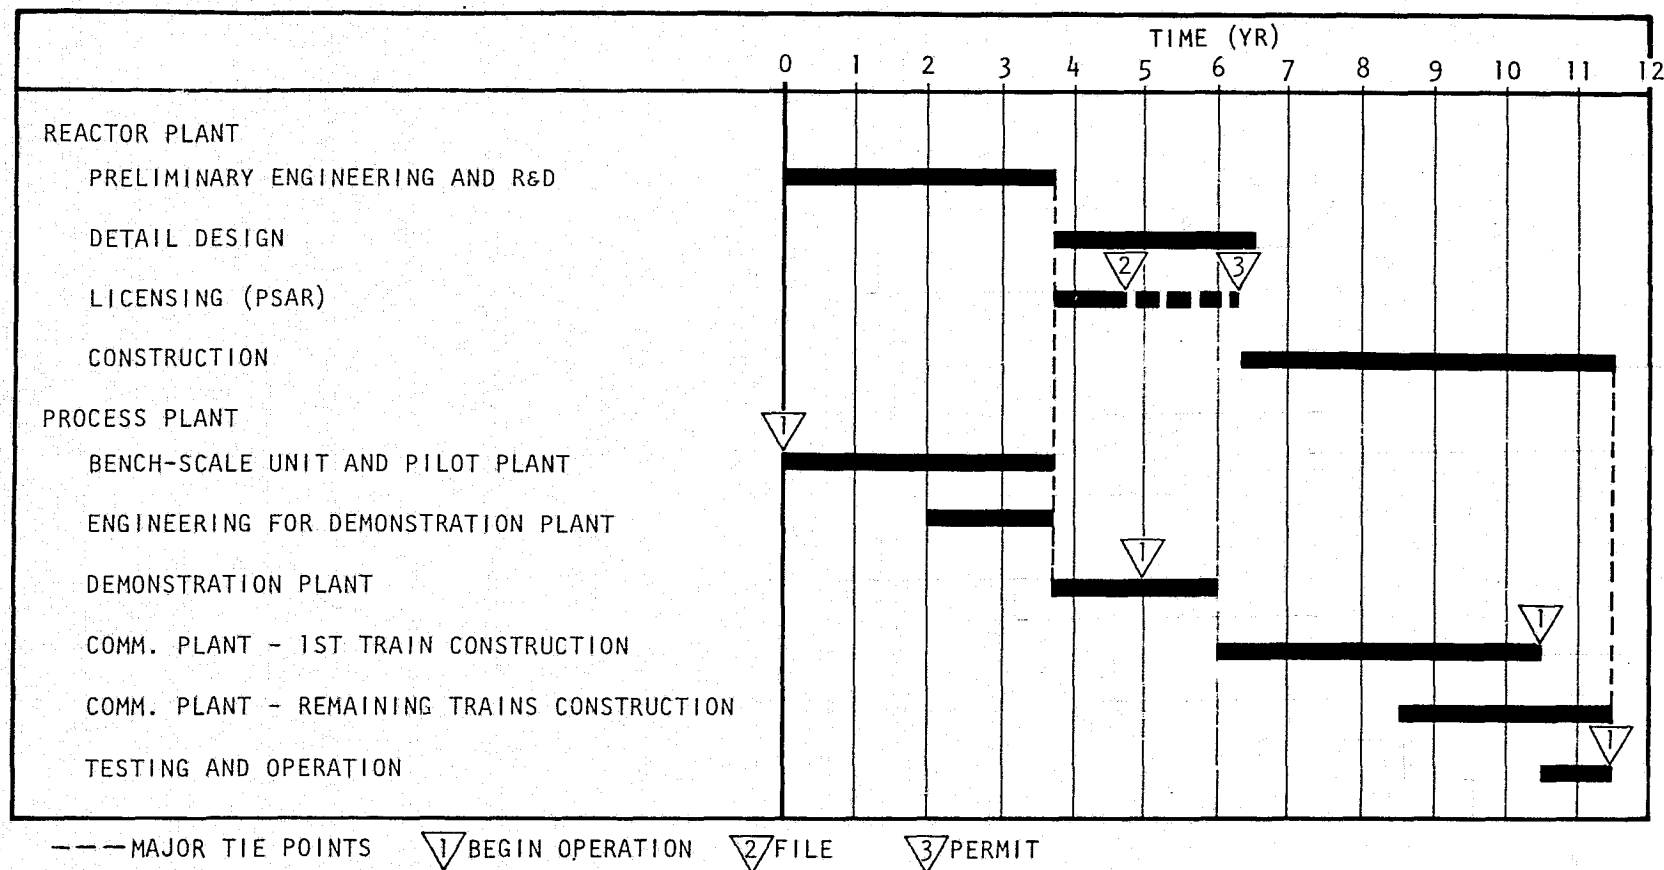 TIME (YR)
0 1 2 3 4 5 6 7 8 9 10 11 12
REACTOR PLANT
PRELIMINARY ENGINEERING AND R&D
DETAIL DESIGN
2 3
LICENSING (PSAR)
CONSTRUCTION
PROCESS PLANT
1
BENCH-SCALE UNIT AND PILOT PLANT
ENGINEERING FOR DEMONSTRATION PLANT
1
DEMONSTRATION PLANT
1
COMM. PLANT - 1ST TRAIN CONSTRUCTION
COMM. PLANT - REMAINING TRAINS CONSTRUCTION
1
TESTING AND OPERATION
---MAJOR TIE POINTS 1 BEGIN OPERATION 2 FILE 3 PERMIT